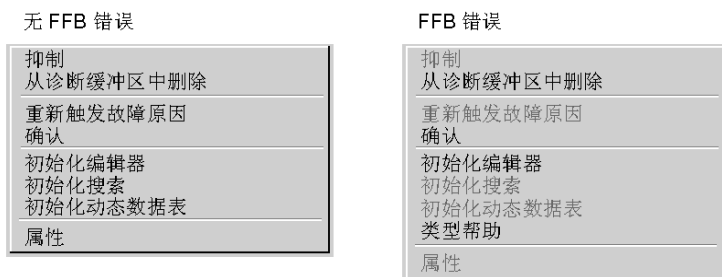 无 FFB 错误
抑制
从诊断缓冲区中删除
重新触发故障原因
确认
初始化编辑器
初始化搜索
初始化动态数据表
属性
FFB 错误
抑制
从诊断缓冲区中删除
重新触发故障原因
确认
初始化编辑器
初始化搜索
初始化动态数据表
类型帮助
属性